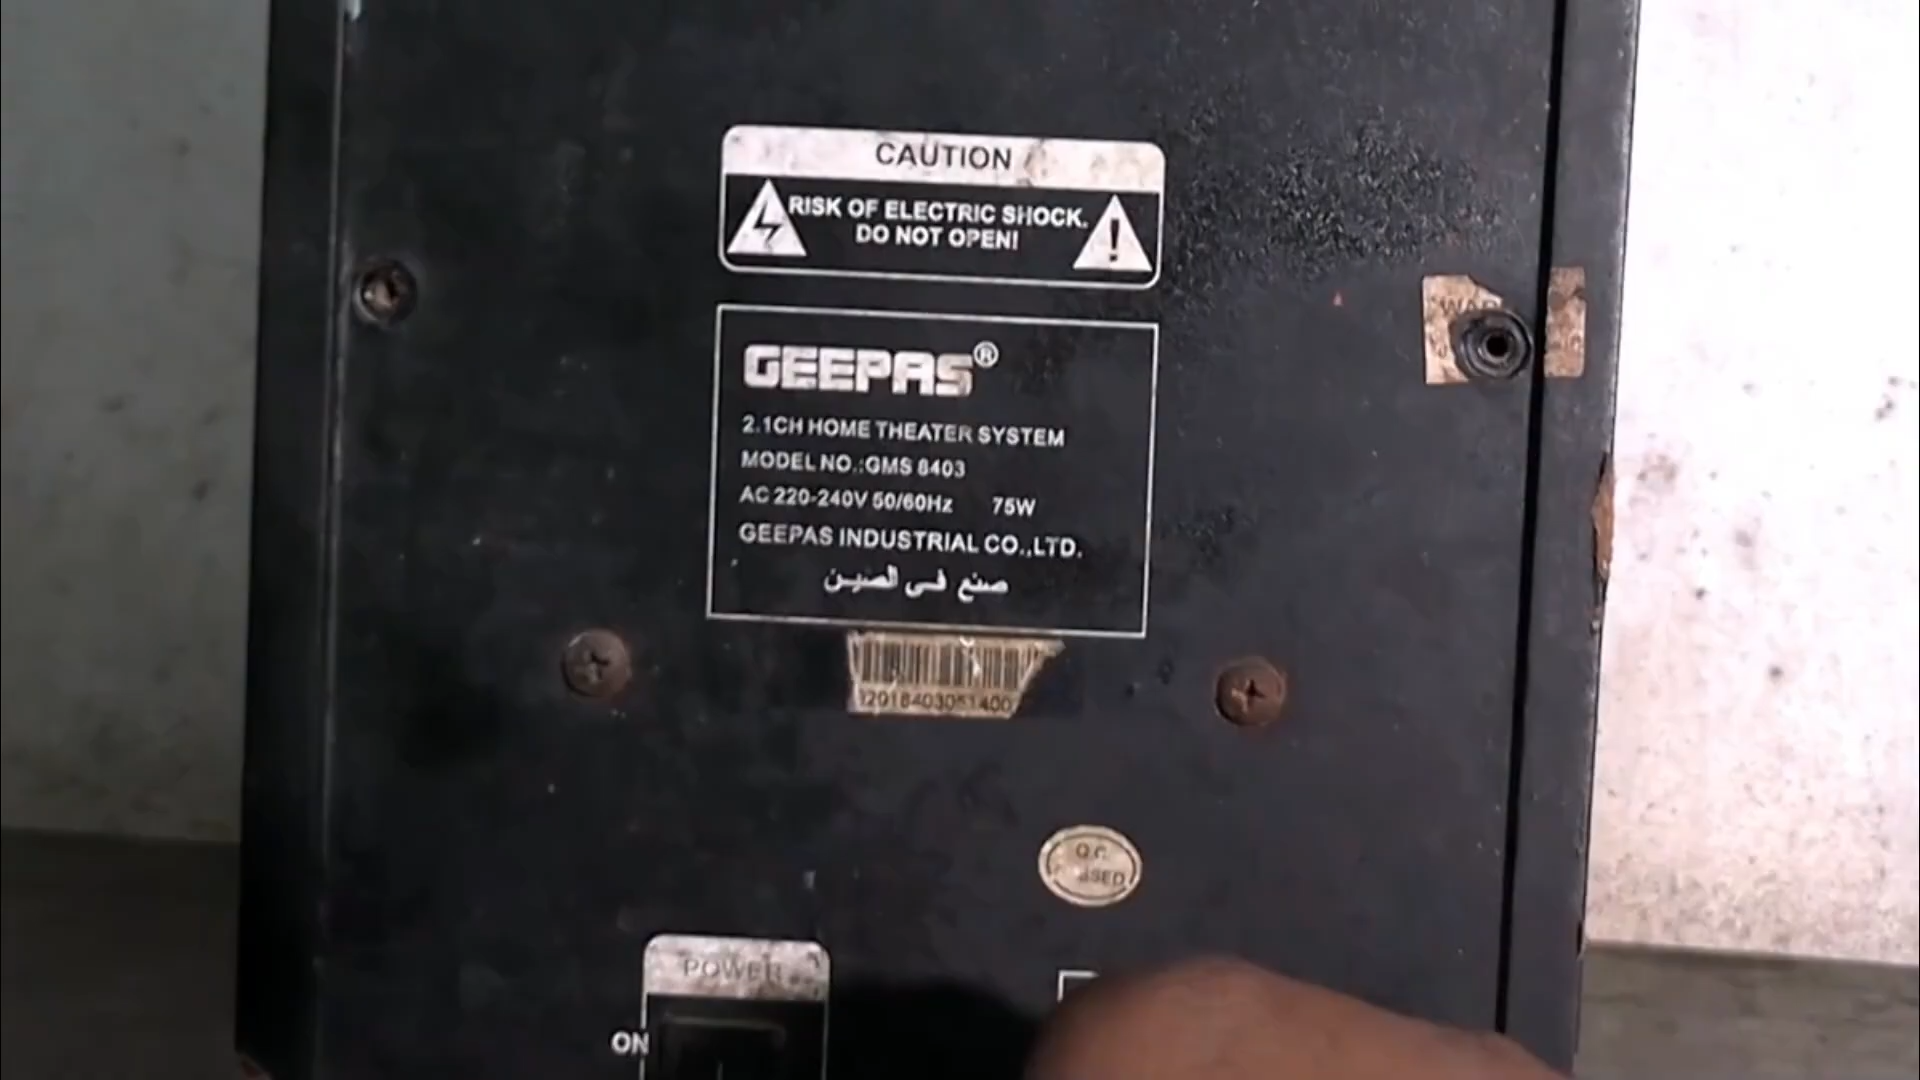 CAUTION
RISK OF ELECTRIC SHOCK.
DO NOT OPEN!
GEEPAS®
2.1CH HOME THEATER SYSTEM
MODEL NO.:GMS 8403
AC 220-240V 50/60Hz 75W
GEEPAS INDUSTRIAL CO.,LTD.
صنع في الصين
Q.C.
POWER
ON